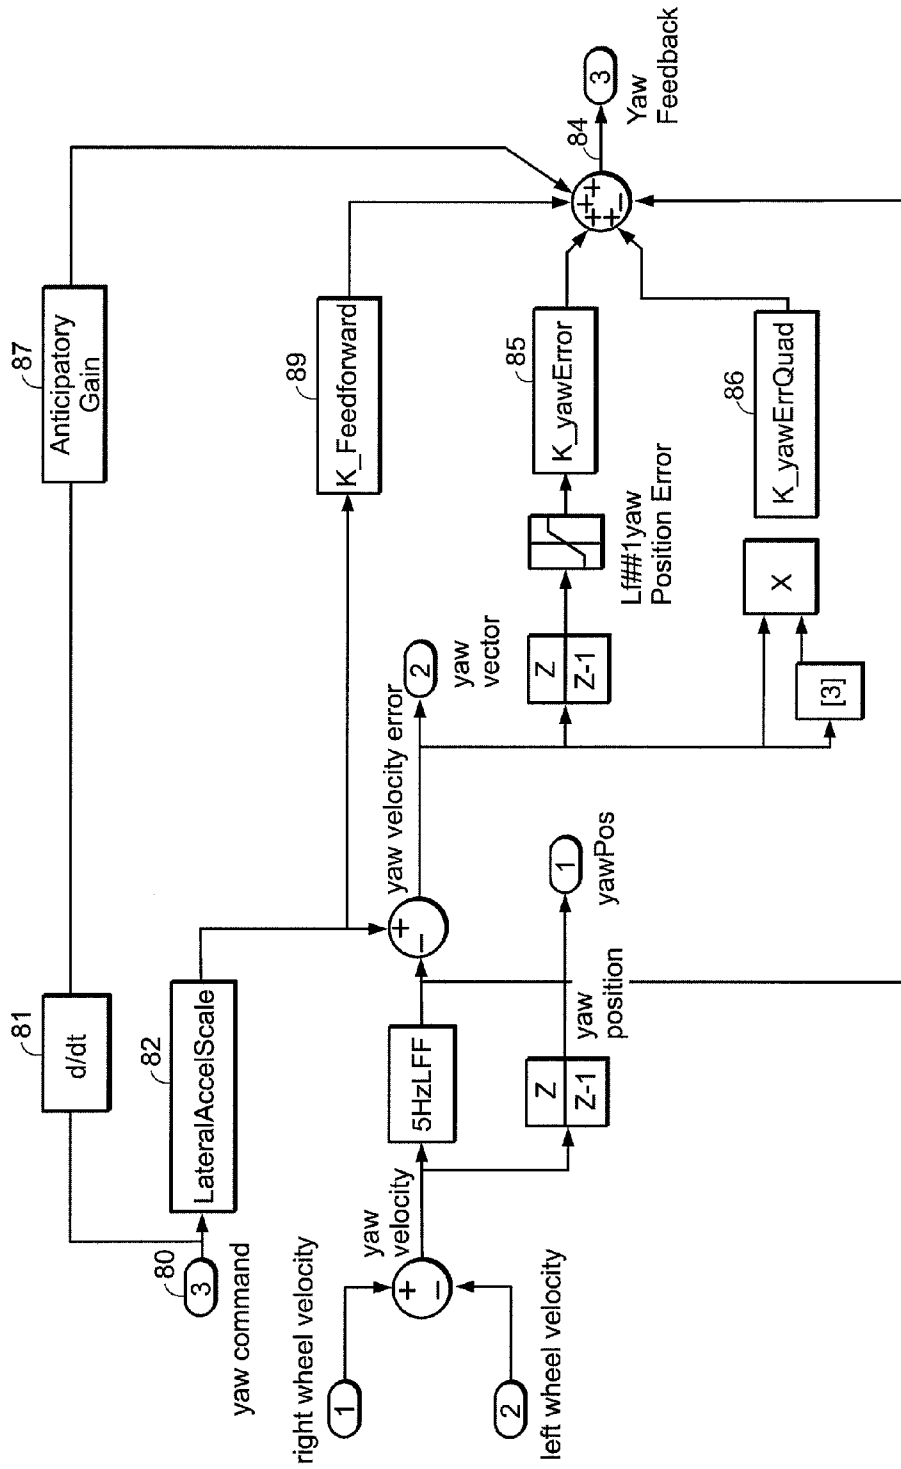 87
Anticipatory
Gain
81
d/dt
82
LateralAccelScale
80
3
yaw command
89
K_Feedforward
right wheel velocity
1
+
−
2
left wheel velocity
yaw
velocity
5HzLFF
+
−
yaw velocity error
2
yaw
vector
Z
Z-1
yaw
position
1
yawPos
Z
Z-1
Lf##1yaw
Position Error
85
K_yawError
X
[3]
86
K_yawErrQuad
+
+
+
+
−
84
3
Yaw
Feedback